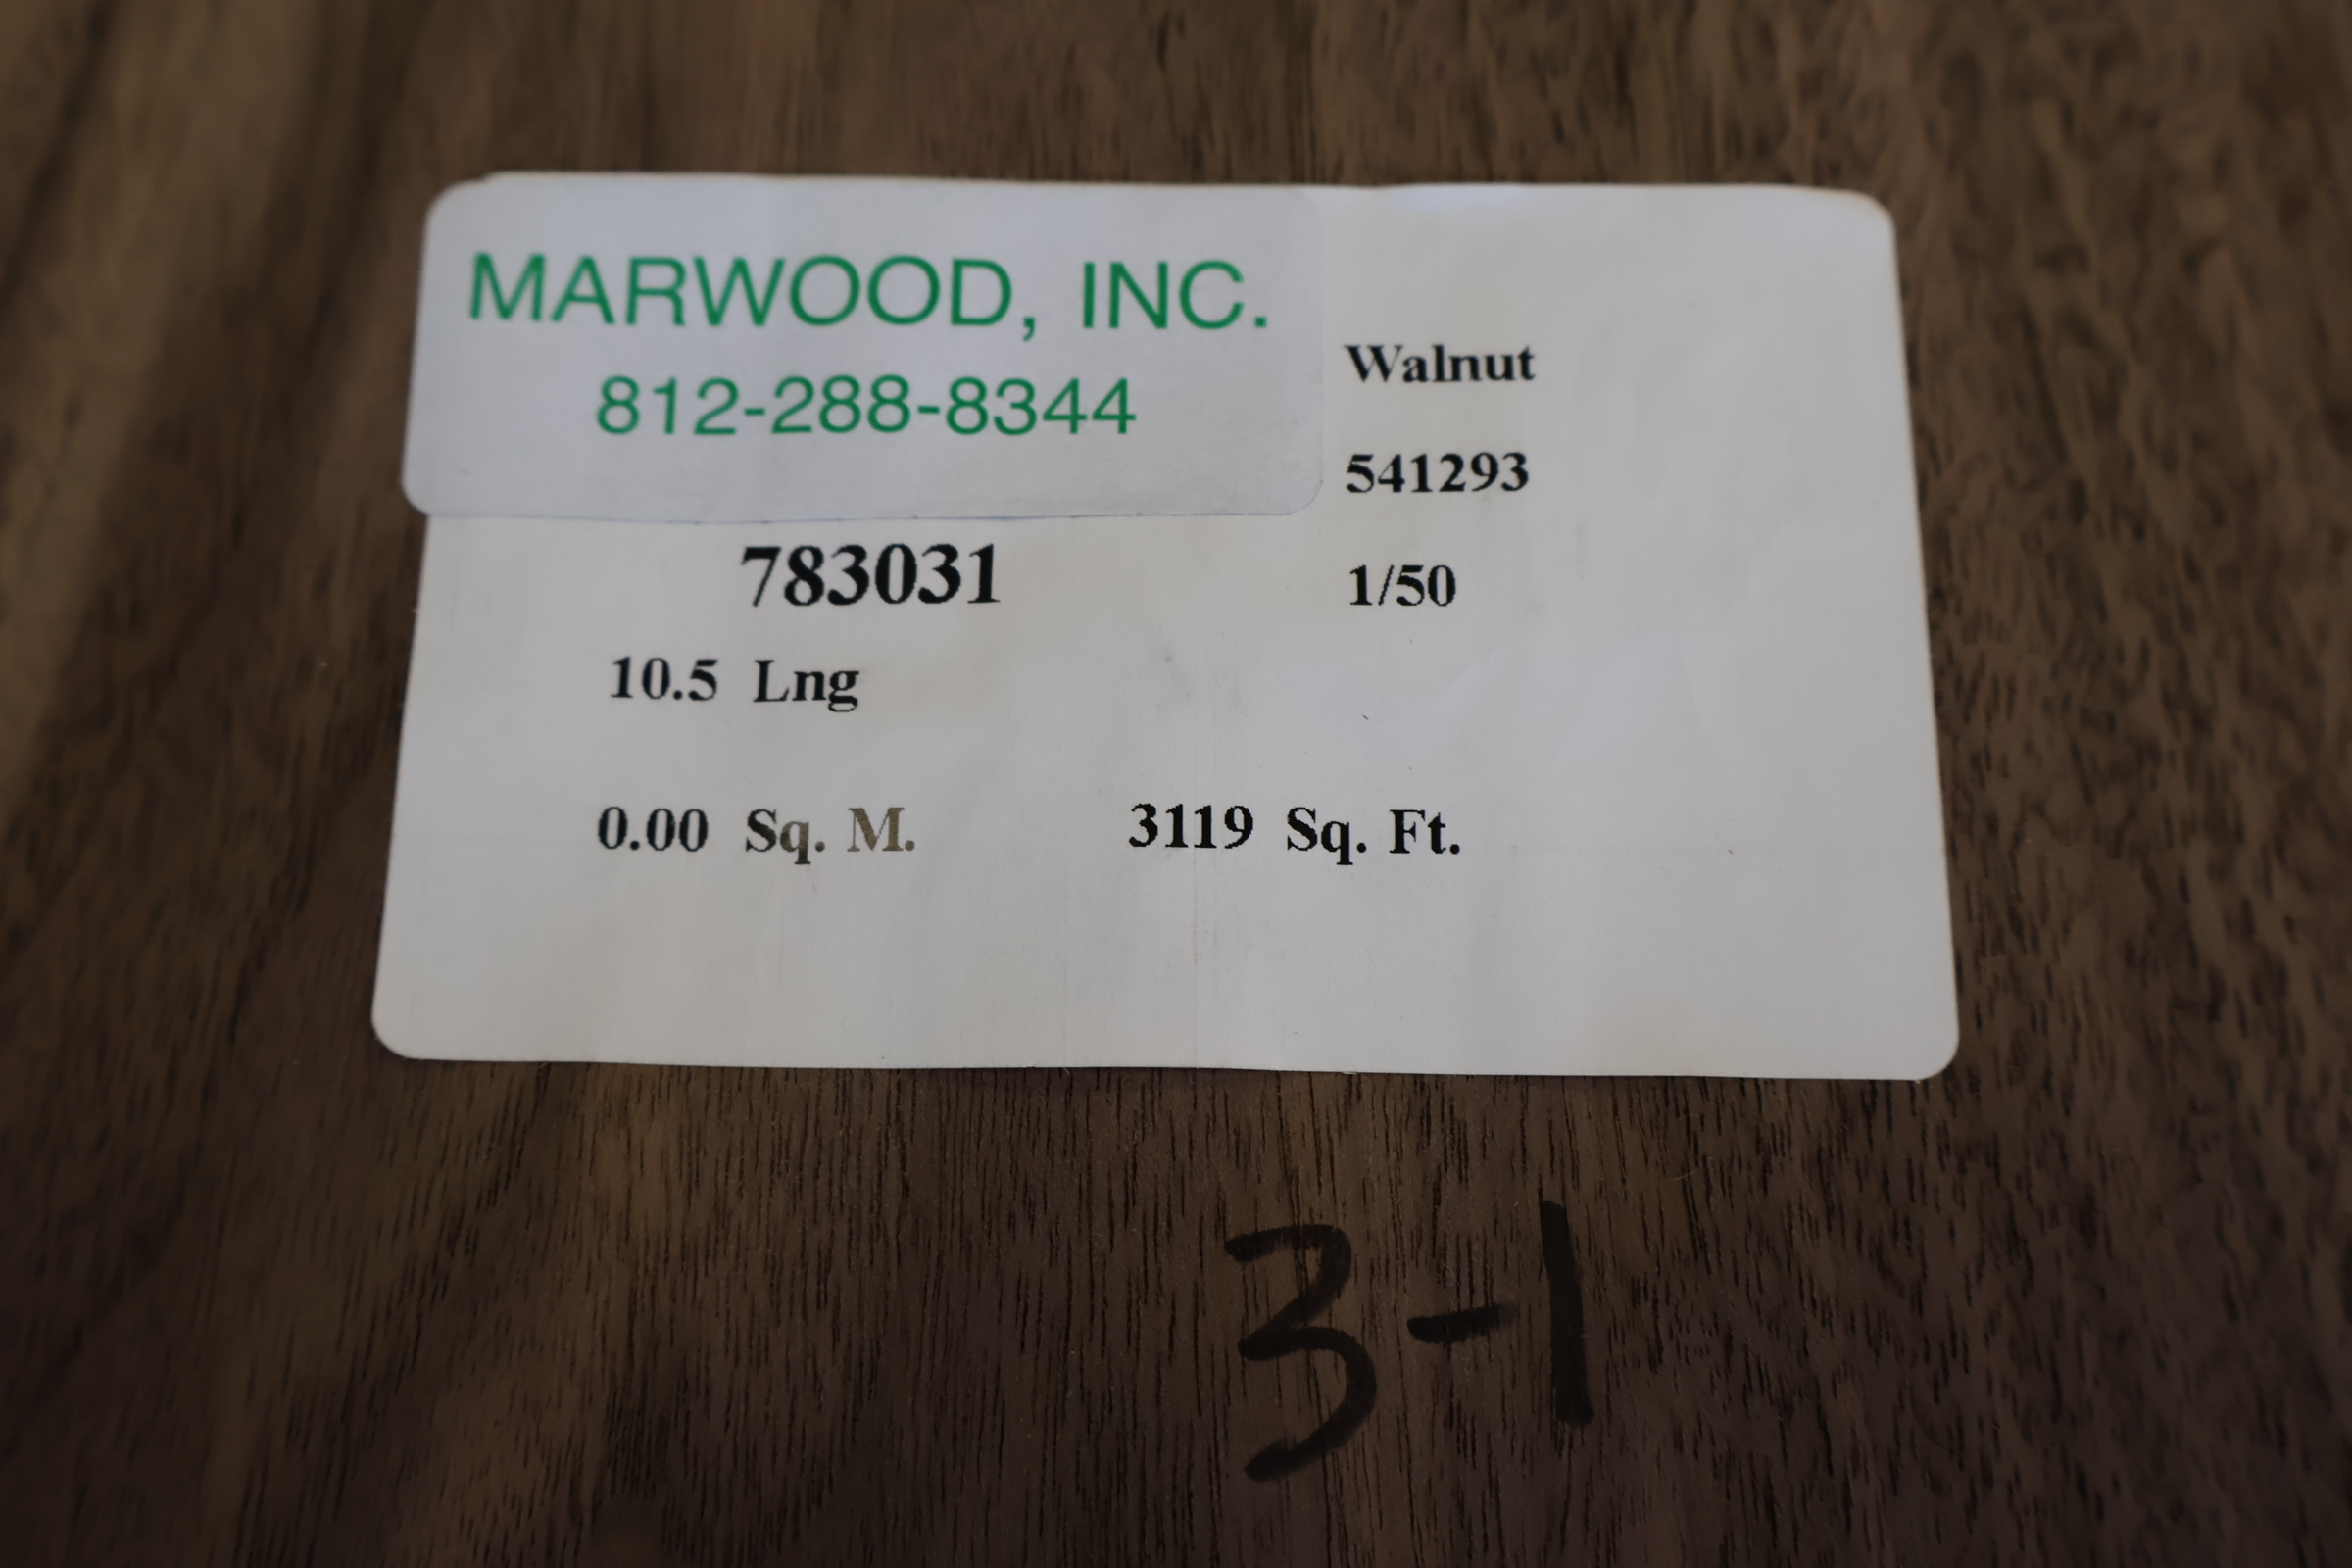 MARWOOD, INC.
812-288-8344
Walnut
541293
783031
1/50
10.5 Lng
0.00 Sq. M. 3119 Sq. Ft.
3-1